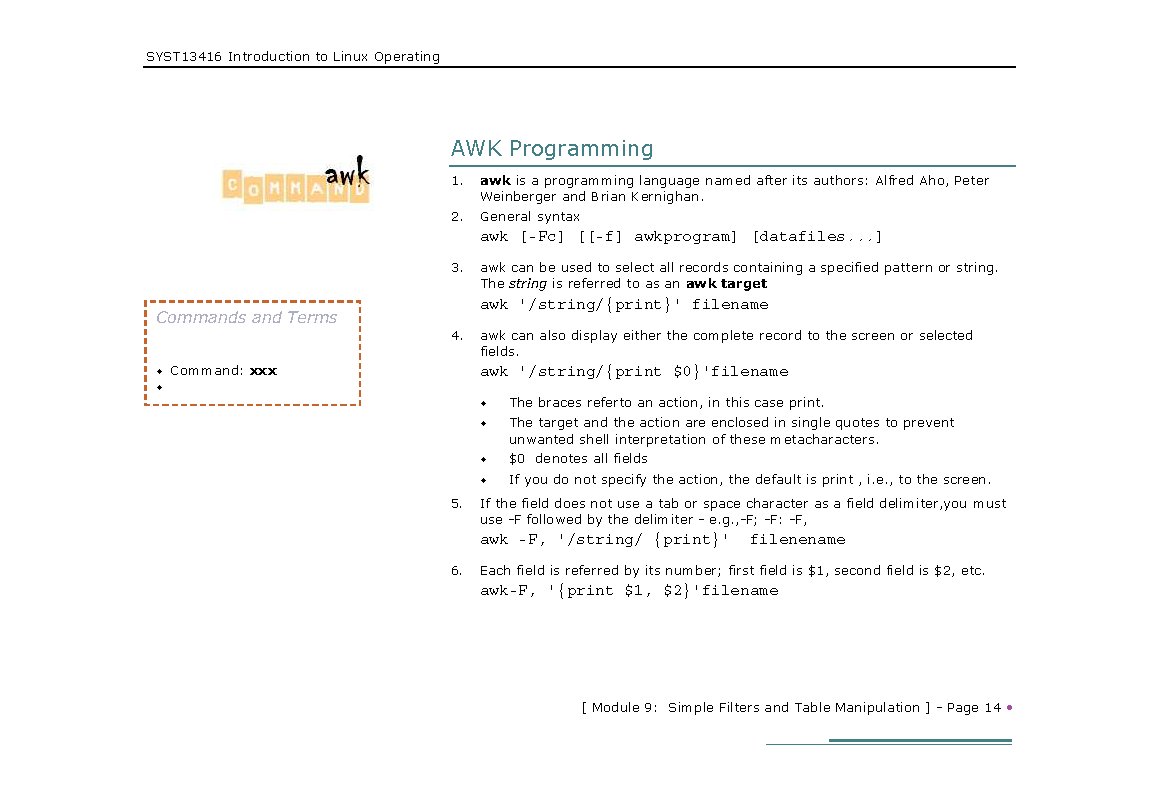 SYST13416 Introduction to Linux Operating
COMMAND
awk
AWK Programming
1. awk is a programming language named after its authors: Alfred Aho, Peter
Weinberger and Brian Kernighan.
2. General syntax
awk [-Fc] [[-f] awkprogram] [datafiles...]
3. awk can be used to select all records containing a specified pattern or string.
The string is referred to as an awk target
awk '/string/{print}' filename
Commands and Terms
◆ Command: xxx
◆
4. awk can also display either the complete record to the screen or selected
fields.
awk '/string/{print $0}'filename
◆ The braces referto an action, in this case print.
◆ The target and the action are enclosed in single quotes to prevent
unwanted shell interpretation of these metacharacters.
◆ $0 denotes all fields
◆ If you do not specify the action, the default is print , i.e., to the screen.
5. If the field does not use a tab or space character as a field delimiter,you must
use –F followed by the delimiter – e.g.,–F; –F: –F,
awk -F, '/string/ {print}' filenename
6. Each field is referred by its number; first field is $1, second field is $2, etc.
awk-F, '{print $1, $2}'filename
[ Module 9: Simple Filters and Table Manipulation ] – Page 14 •